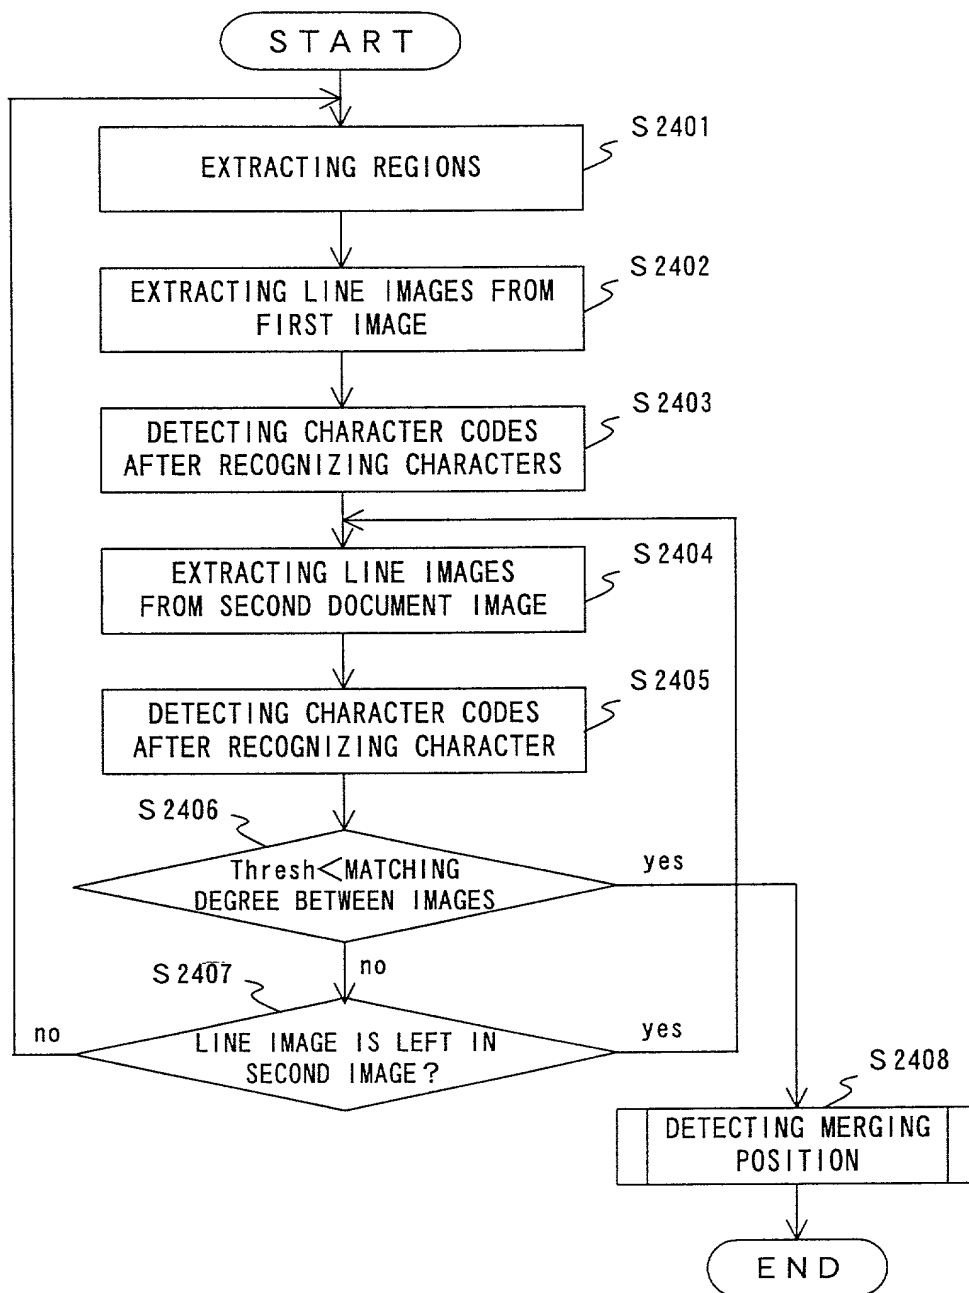 START
S2401
EXTRACTING REGIONS
S2402
EXTRACTING LINE IMAGES FROM
FIRST IMAGE
S2403
DETECTING CHARACTER CODES
AFTER RECOGNIZING CHARACTERS
S2404
EXTRACTING LINE IMAGES
FROM SECOND DOCUMENT IMAGE
S2405
DETECTING CHARACTER CODES
AFTER RECOGNIZING CHARACTER
S2406
Thresh<MATCHING
DEGREE BETWEEN IMAGES
yes
no
S2407
no
LINE IMAGE IS LEFT IN
SECOND IMAGE?
yes
S2408
DETECTING MERGING
POSITION
END